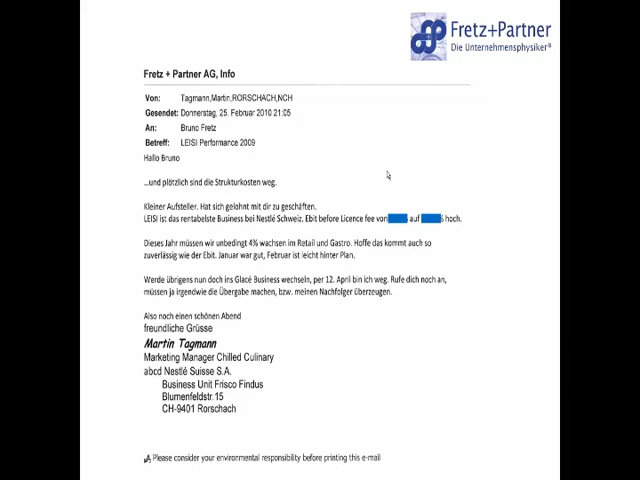 Fretz+Partner
Die Unternehmensphysiker®
Fretz + Partner AG, Info
Von: Tagmann,Martin,RORSCHACH,NCH
Gesendet: Donnerstag, 25. Februar 2010 21:05
An: Bruno Fretz
Betreff: LEISI Performance 2009
Hallo Bruno
...und plötzlich sind die Strukturkosten weg.
Kleiner Aufsteller. Hat sich gelohnt mit dir zu geschäften.
LEISI ist das rentabelste Business bei Nestlé Schweiz. Ebit before Licence fee von auf hoch.
Dieses Jahr müssen wir unbedingt 4% wachsen im Retail und Gastro. Hoffe das kommt auch so
zuverlässig wie der Ebit. Januar war gut, Februar ist leicht hinter Plan.
Werde übrigens nun doch ins Glacé Business wechseln, per 12. April bin ich weg. Rufe dich noch an,
müssen ja irgendwie die Übergabe machen, bzw. meinen Nachfolger überzeugen.
Also noch einen schönen Abend
freundliche Grüsse
Martin Tagmann
Marketing Manager Chilled Culinary
abcd Nestlé Suisse S.A.
Business Unit Frisco Findus
Blumenfeldstr.15
CH-9401 Rorschach
Please consider your environmental responsibility before printing this e-mail